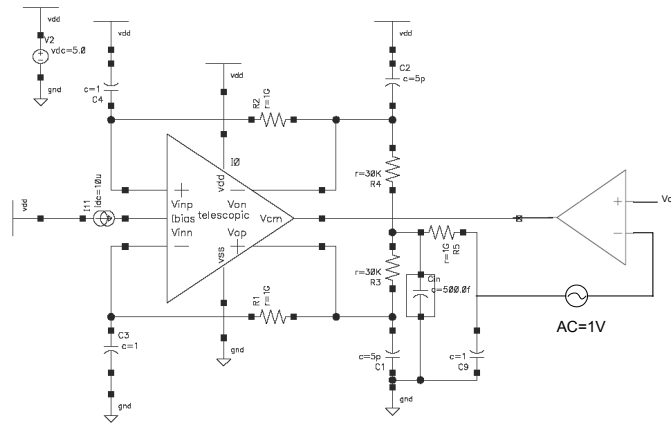 vdd
V2
vdc=5.0
gnd
vdd
c=1
C4
vdd
vdd
C2
c=5p
R2
r=1G
I0
r=30K
R4
vdd
I11
idc=10u
vdd
Vinp
Von
Ibias
telescopic
Vcm
Vinn
Vop
vss
r=1G
R5
r=30K
R3
Cin
c=500.0f
AC=1V
R1
r=1G
C3
c=1
gnd
gnd
c=5p
C1
c=1
C9
gnd